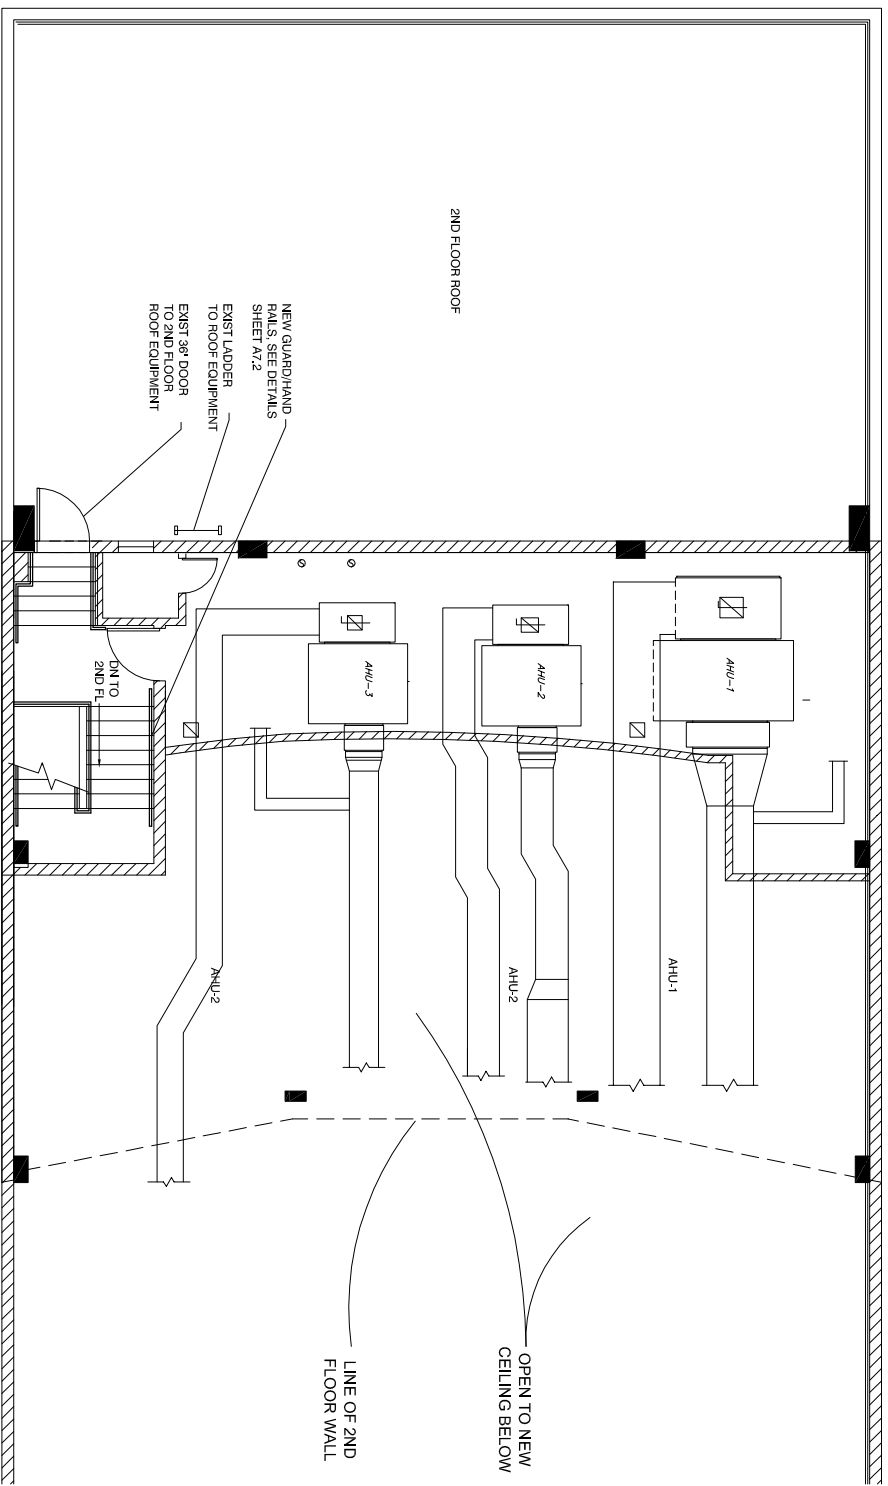 2ND FLOOR ROOF
NEW GUARD/HAND
RAILS, SEE DETAILS
SHEET A7.2
EXIST LADDER
TO ROOF EQUIPMENT
EXIST 36" DOOR
TO 2ND FLOOR
ROOF EQUIPMENT
AHU-1
AHU-2
AHU-3
DN TO
2ND FL
AHU-1
AHU-2
AHU-2
OPEN TO NEW
CEILING BELOW
LINE OF 2ND
FLOOR WALL